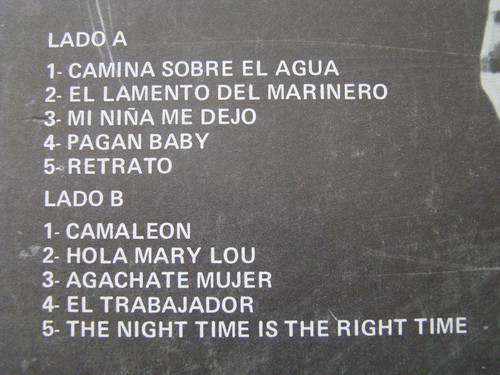 LADO A
1- CAMINA SOBRE EL AGUA
2- EL LAMENTO DEL MARINERO
3- MI NIÑA ME DEJO
4- PAGAN BABY
5- RETRATO
LADO B
1- CAMALEON
2- HOLA MARY LOU
3- AGACHATE MUJER
4- EL TRABAJADOR
5- THE NIGHT TIME IS THE RIGHT TIME